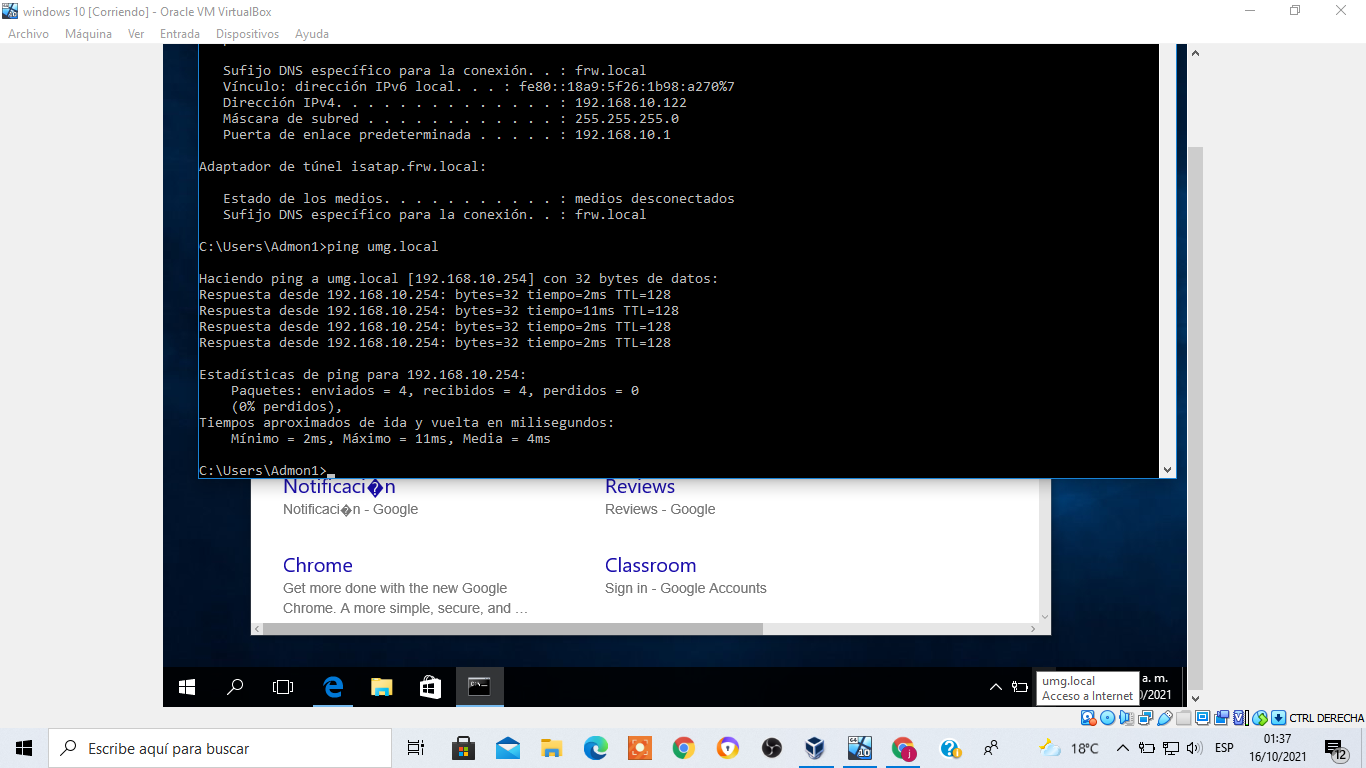 windows 10 [Corriendo] - Oracle VM VirtualBox
Archivo Máquina Ver Entrada Dispositivos Ayuda
Sufijo DNS específico para la conexión. . : frw.local
Vínculo: dirección IPv6 local. . . : fe80::18a9:5f26:1b98:a270%7
Dirección IPv4. . . . . . . . . . . . . . : 192.168.10.122
Máscara de subred . . . . . . . . . . . . : 255.255.255.0
Puerta de enlace predeterminada . . . . . : 192.168.10.1
Adaptador de túnel isatap.frw.local:
Estado de los medios. . . . . . . . . . . : medios desconectados
Sufijo DNS específico para la conexión. . : frw.local
C:\Users\Admon1>ping umg.local
Haciendo ping a umg.local [192.168.10.254] con 32 bytes de datos:
Respuesta desde 192.168.10.254: bytes=32 tiempo=2ms TTL=128
Respuesta desde 192.168.10.254: bytes=32 tiempo=11ms TTL=128
Respuesta desde 192.168.10.254: bytes=32 tiempo=2ms TTL=128
Respuesta desde 192.168.10.254: bytes=32 tiempo=2ms TTL=128
Estadísticas de ping para 192.168.10.254:
Paquetes: enviados = 4, recibidos = 4, perdidos = 0
(0% perdidos),
Tiempos aproximados de ida y vuelta en milisegundos:
Mínimo = 2ms, Máximo = 11ms, Media = 4ms
C:\Users\Admon1>_
Notificaci�n Reviews
Notificaci�n - Google Reviews - Google
Chrome Classroom
Get more done with the new Google Sign in - Google Accounts
Chrome. A more simple, secure, and …
umg.local a. m.
Acceso a Internet 0/2021
CTRL DERECHA
Escribe aquí para buscar
18°C ESP 01:37
16/10/2021
12